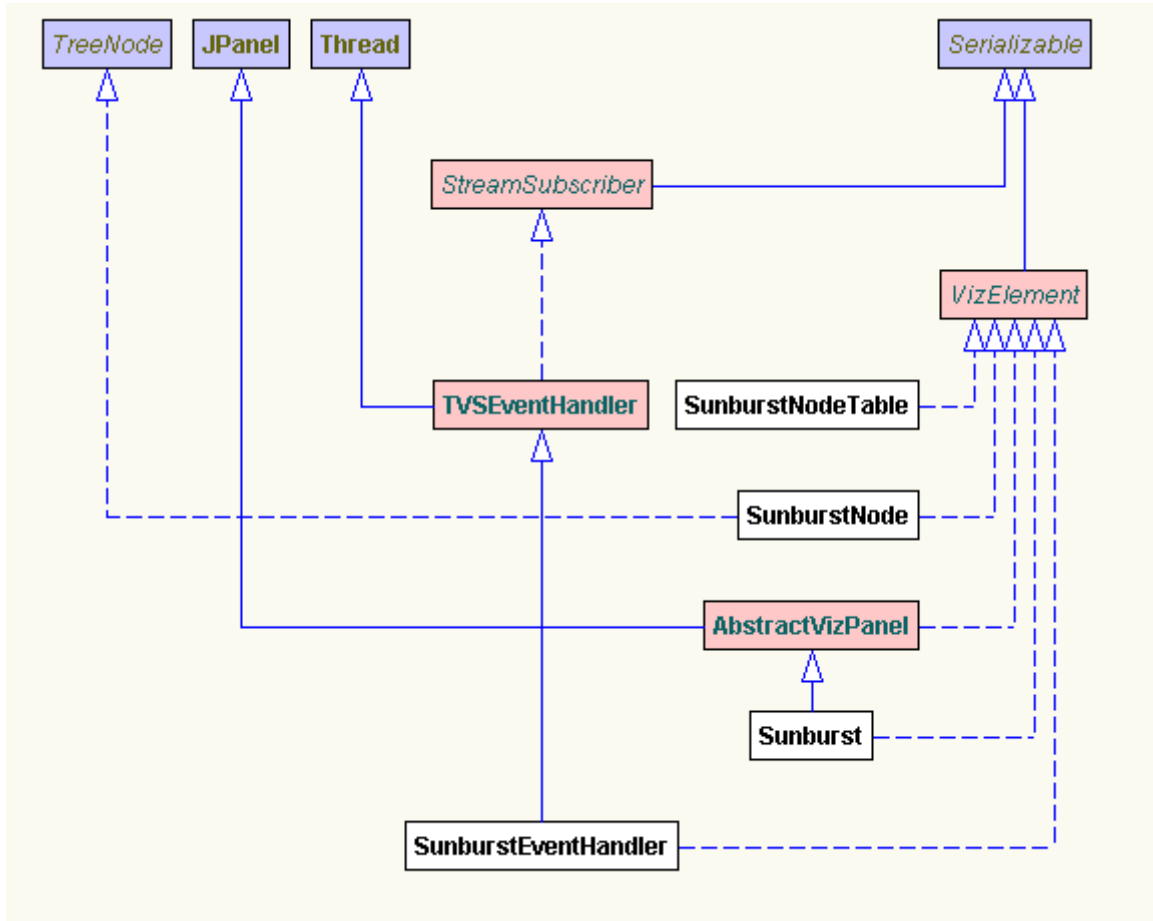 TreeNode
JPanel
Thread
Serializable
StreamSubscriber
VizElement
TVSEventHandler
SunburstNodeTable
SunburstNode
AbstractVizPanel
Sunburst
SunburstEventHandler